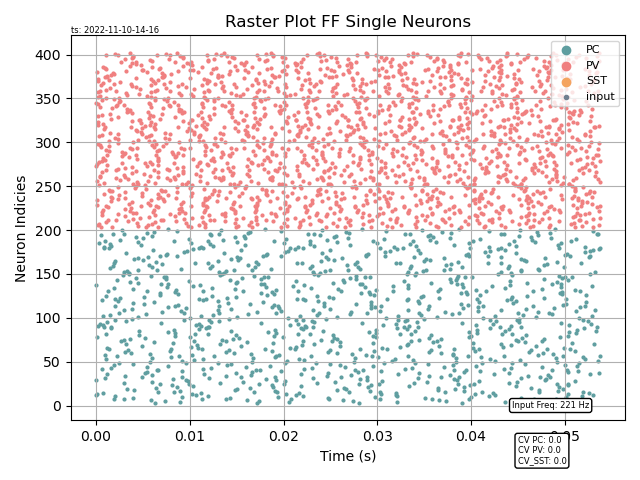 Raster Plot FF Single Neurons
ts: 2022-11-10-14-16
PC
PV
SST
input
Neuron Indicies
400
350
300
250
200
150
100
50
0
Input Freq: 221 Hz
0.00 0.01 0.02 0.03 0.04 0.05
Time (s)
CV PC: 0.0
CV PV: 0.0
CV_SST: 0.0